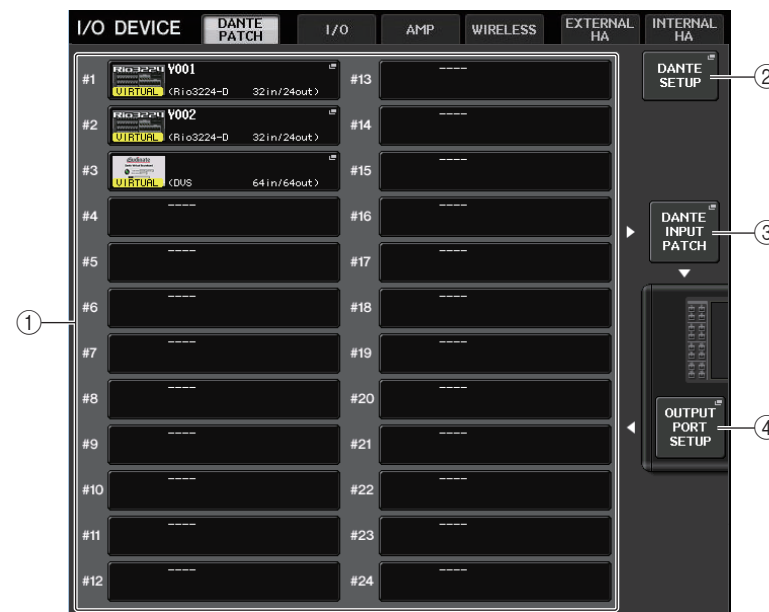 I/O DEVICE
DANTE
PATCH
I/O
AMP
WIRELESS
EXTERNAL
HA
INTERNAL
HA
#1
Rio3224
Y001
VIRTUAL
(Rio3224-D 32in/24out)
#2
Rio3224
Y002
VIRTUAL
(Rio3224-D 32in/24out)
#3
Audinate
VIRTUAL
(DVS 64in/64out)
#4 ----
#5 ----
#6 ----
#7 ----
#8 ----
#9 ----
#10 ----
#11 ----
#12 ----
#13 ----
#14 ----
#15 ----
#16 ----
#17 ----
#18 ----
#19 ----
#20 ----
#21 ----
#22 ----
#23 ----
#24 ----
DANTE
SETUP
DANTE
INPUT
PATCH
OUTPUT
PORT
SETUP
①
②
③
④